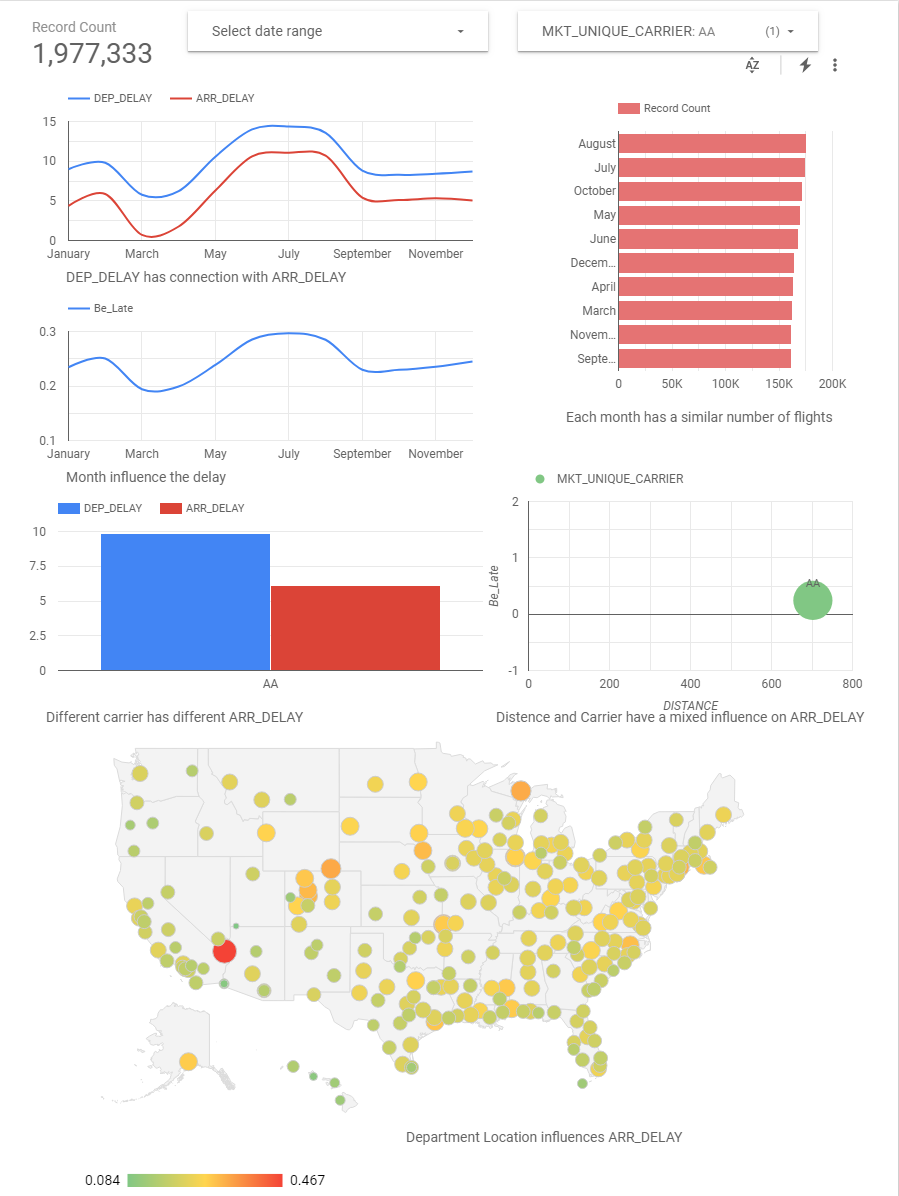 Record Count
1,977,333
Select date range
MKT_UNIQUE_CARRIER: AA (1)
AZ
DEP_DELAY ARR_DELAY
15
10
5
0
January March May July September November
DEP_DELAY has connection with ARR_DELAY
Record Count
August
July
October
May
June
Decem...
April
March
Novem...
Septe...
0 50K 100K 150K 200K
Each month has a similar number of flights
Be_Late
0.3
0.2
0.1
January March May July September November
Month influence the delay
DEP_DELAY ARR_DELAY
10
7.5
5
2.5
0
AA
Different carrier has different ARR_DELAY
MKT_UNIQUE_CARRIER
2
1
0
-1
Be_Late
AA
0 200 400 600 800
DISTANCE
Distence and Carrier have a mixed influence on ARR_DELAY
Department Location influences ARR_DELAY
0.084 0.467